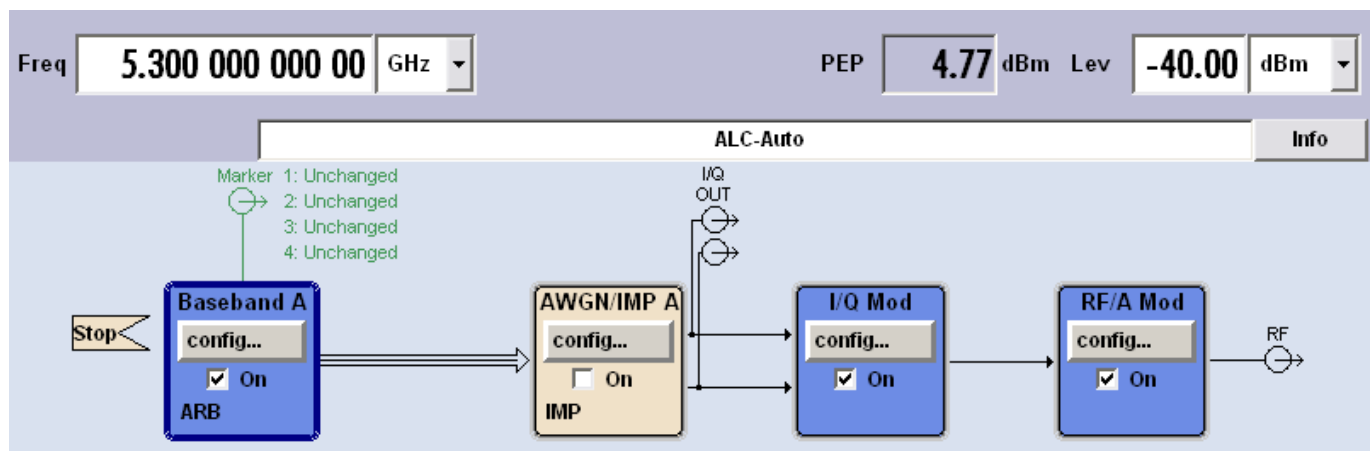 Freq 5.300 000 000 00 GHz PEP 4.77 dBm Lev -40.00 dBm
ALC-Auto Info
Marker 1: Unchanged
2: Unchanged
3: Unchanged
4: Unchanged
I/Q
OUT
Stop
Baseband A
config...
On
ARB
AWGN/IMP A
config...
On
IMP
I/Q Mod
config...
On
RF/A Mod
config...
On
RF